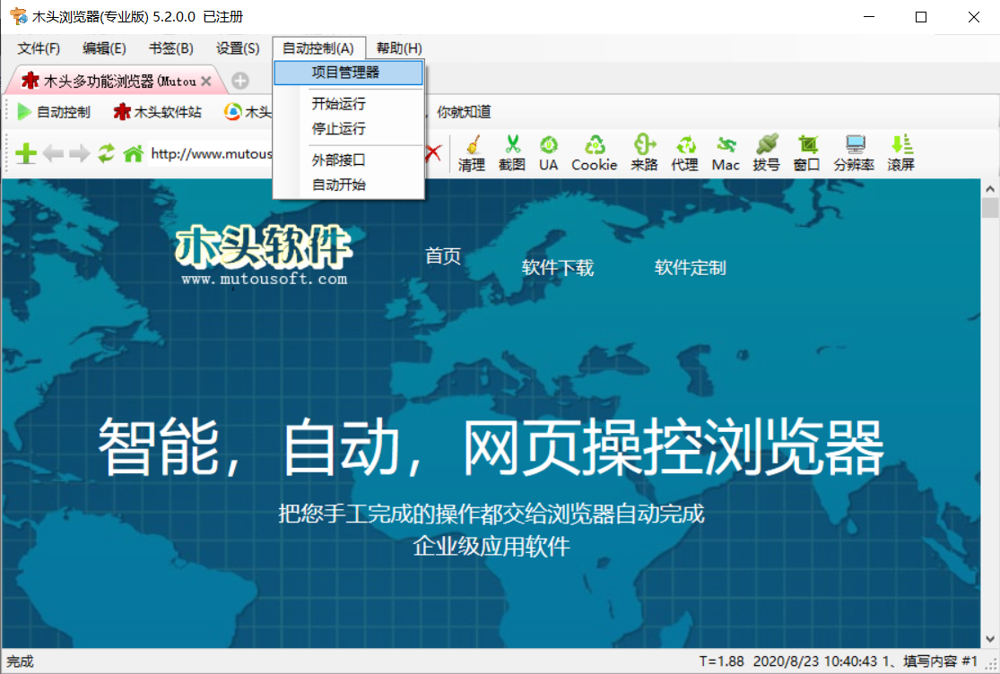 木头浏览器(专业版) 5.2.0.0 已注册
文件(F) 编辑(E) 书签(B) 设置(S) 自动控制(A) 帮助(H)
项目管理器
木头多功能浏览器(Mutou
开始运行
自动控制 木头软件站 木头 ，你就知道
停止运行
http://www.mutous
外部接口
清理 截图 UA Cookie 来路 代理 Mac 拨号 窗口 分辨率 滚屏
自动开始
木头软件
www.mutousoft.com
首页 软件下载 软件定制
智能，自动，网页操控浏览器
把您手工完成的操作都交给浏览器自动完成
企业级应用软件
完成 T=1.88 2020/8/23 10:40:43 1、填写内容 #1